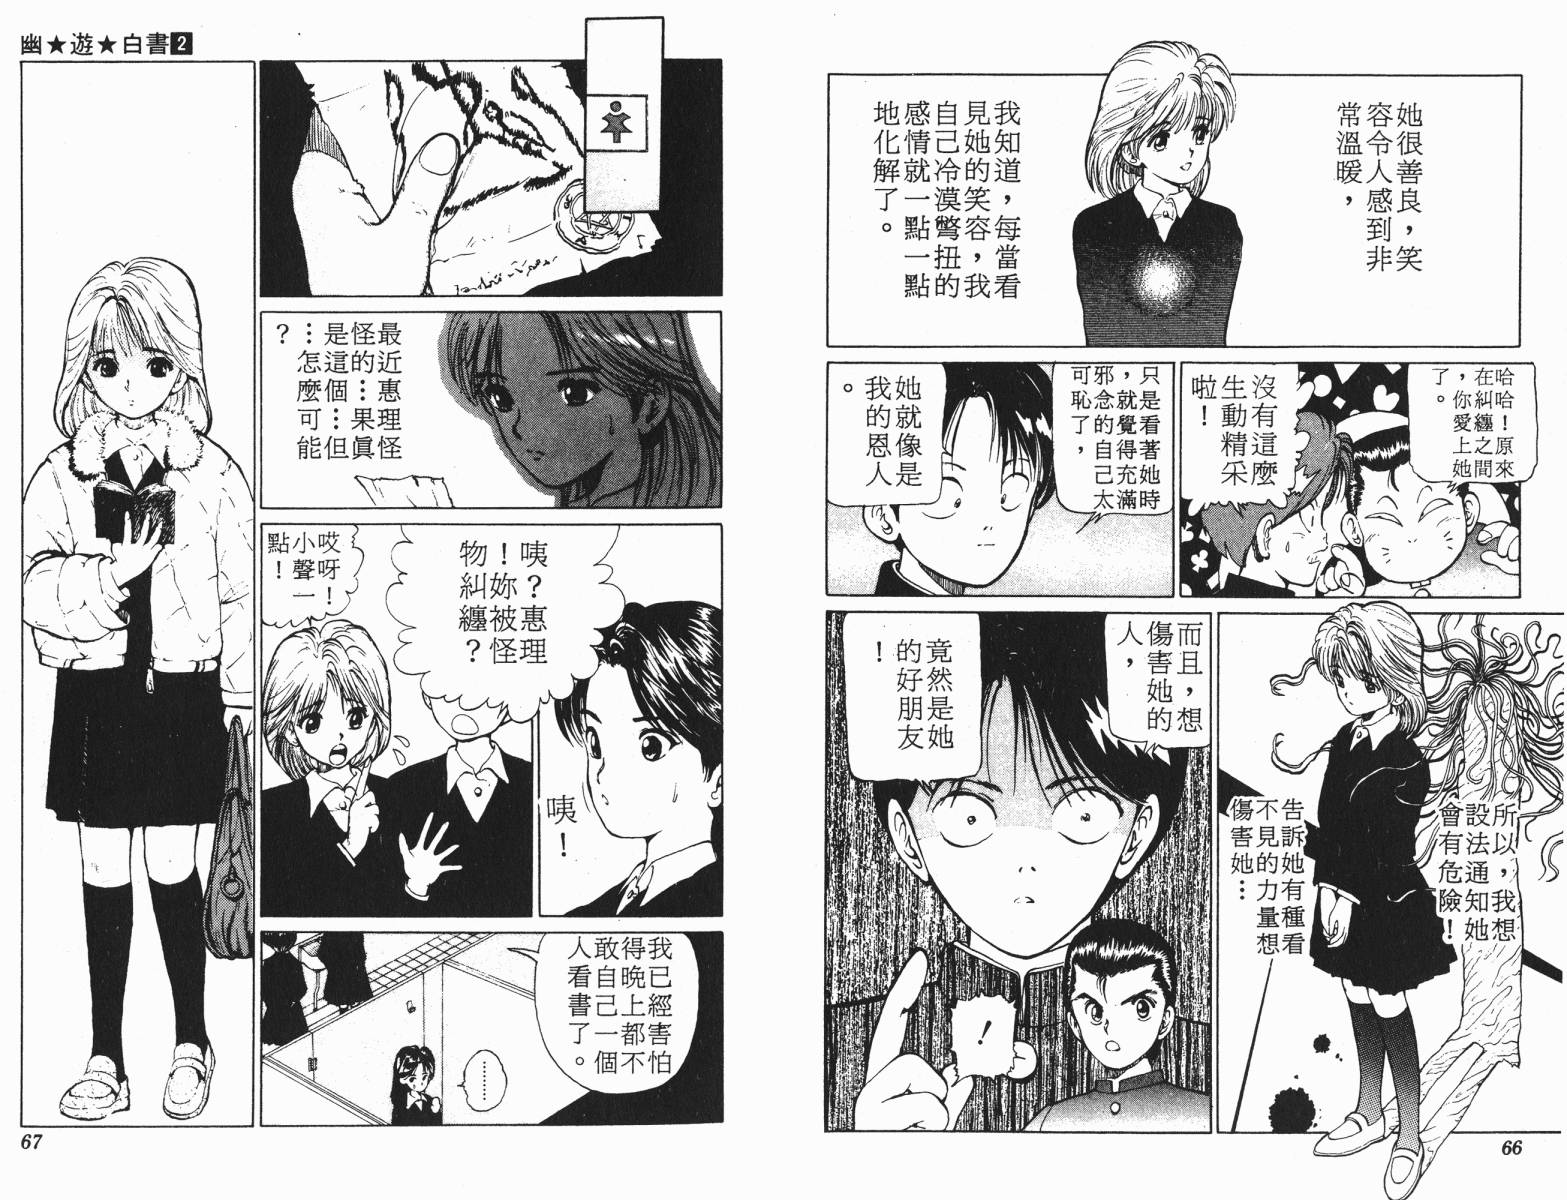 她很善良，笑
容令人感到非
常溫暖，
我知道，每當看
見她的笑容，我
自己冷漠彆扭的
感情就一點一點
地化解了。
哈哈！原來
在糾纏之間
，你愛上她
了。
沒有這麼
生動精采
啦！
只是看著她時
，就覺得充滿
邪念的自己太
可恥了，
她就像是
我的恩人
。
所以，我想
設法通知她
會有危險！
告訴她有種看
不見的力量想
傷害她…
而且，想
傷害她的
人，
竟然是她
的好朋友
！
！
66
幽★遊★白書2
最近惠理怪
怪的…果眞
是這個…但
…怎麼可能
？
咦？惠理
！妳被怪
物糾纏？
哎呀！
小聲一
點！
咦！
我已經害怕
得晚上都不
敢自己一個
人看書了。
………
67